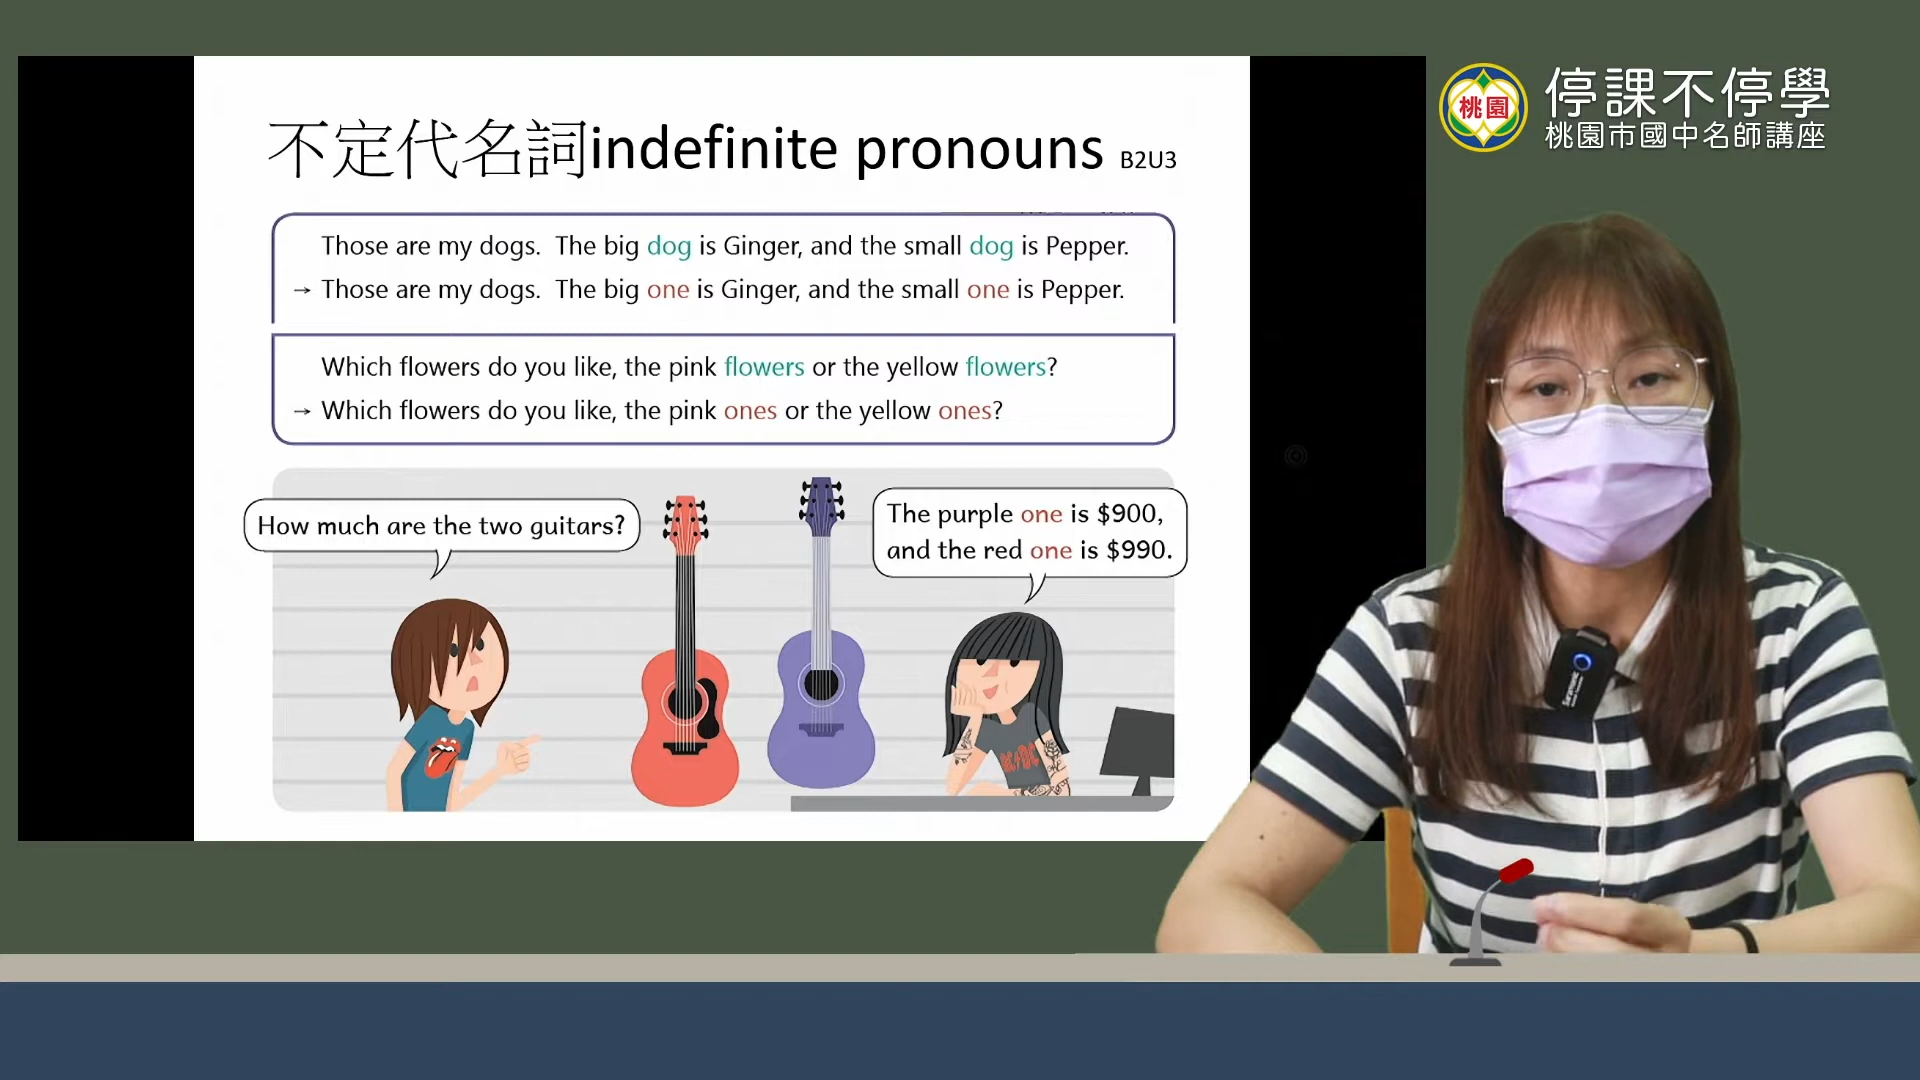 不定代名詞indefinite pronouns B2U3
Those are my dogs. The big dog is Ginger, and the small dog is Pepper.
→ Those are my dogs. The big one is Ginger, and the small one is Pepper.
Which flowers do you like, the pink flowers or the yellow flowers?
→ Which flowers do you like, the pink ones or the yellow ones?
How much are the two guitars?
The purple one is $900,
and the red one is $990.
AC/DC
桃園
停課不停學
桃園市國中名師講座